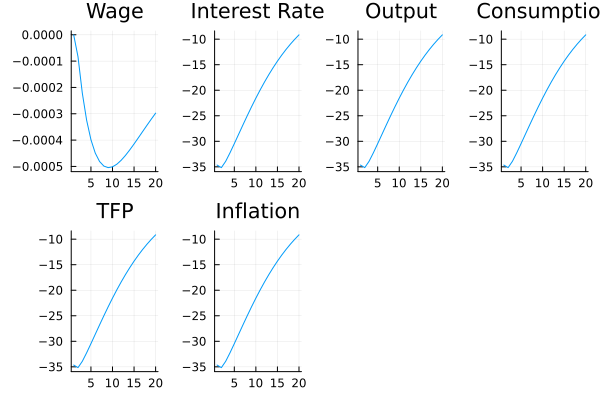 Wage Interest Rate Output Consumptio
0.0000 −10 −10 −10
−0.0001 −15 −15 −15
−0.0002 −20 −20 −20
−0.0003 −25 −25 −25
−0.0004 −30 −30 −30
−0.0005 −35 −35 −35
5 10 15 20 5 10 15 20 5 10 15 20 5 10 15 20
TFP Inflation
−10 −10
−15 −15
−20 −20
−25 −25
−30 −30
−35 −35
5 10 15 20 5 10 15 20